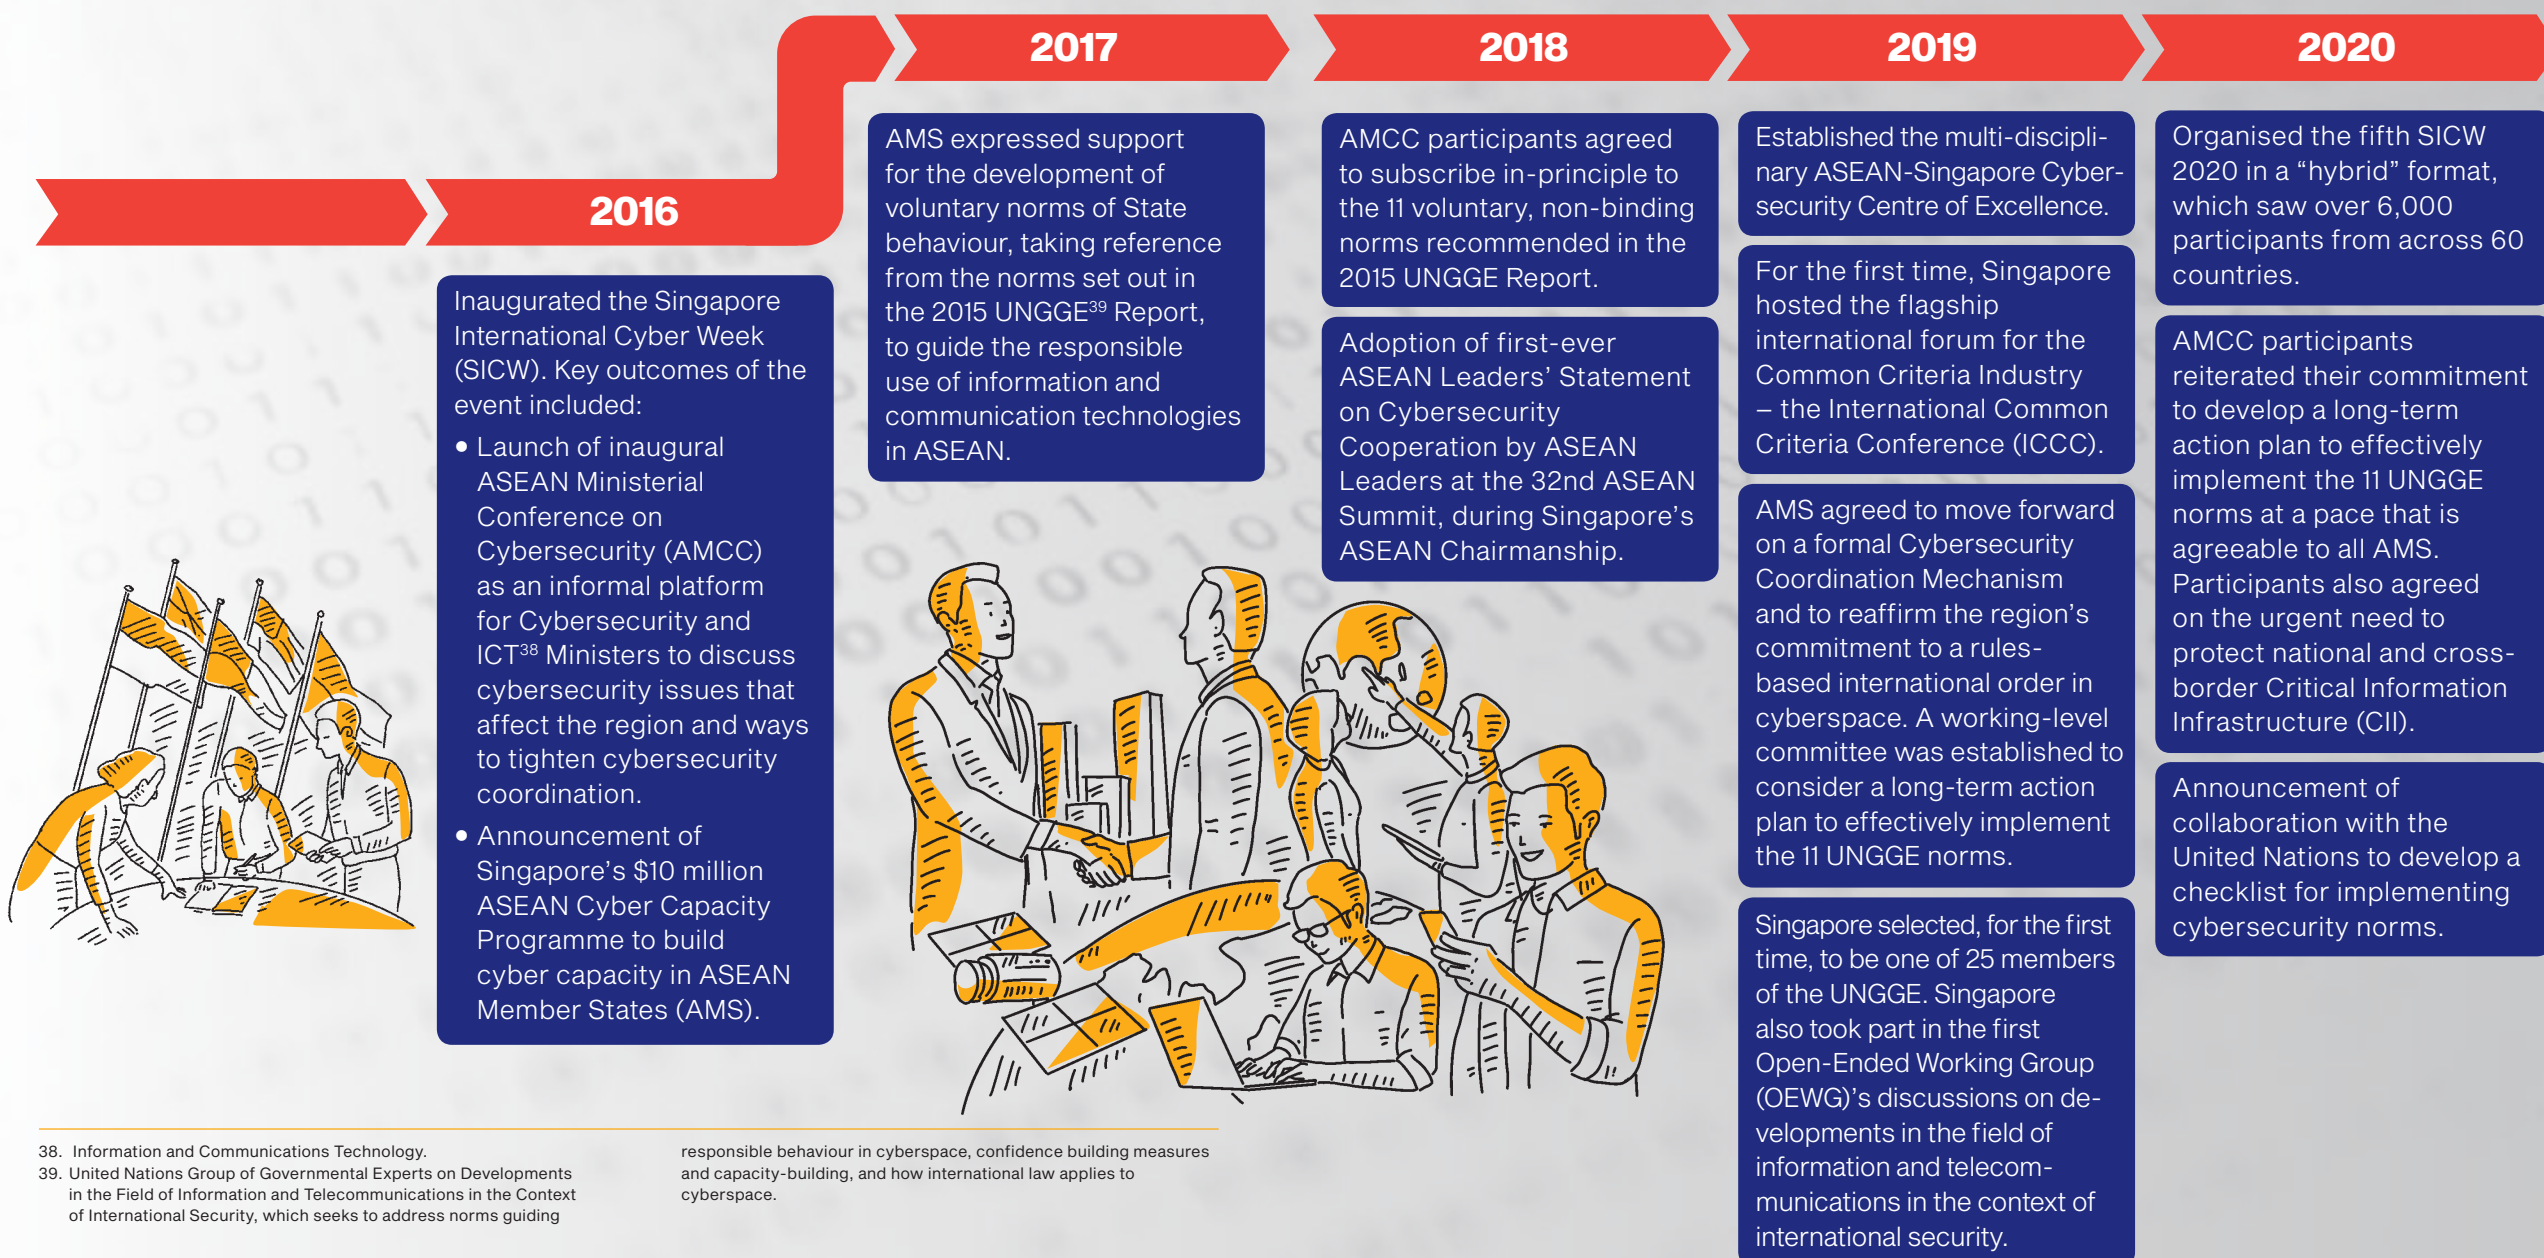 2016
Inaugurated the Singapore
International Cyber Week
(SICW). Key outcomes of the
event included:
• Launch of inaugural
ASEAN Ministerial
Conference on
Cybersecurity (AMCC)
as an informal platform
for Cybersecurity and
ICT38 Ministers to discuss
cybersecurity issues that
affect the region and ways
to tighten cybersecurity
coordination.
• Announcement of
Singapore’s $10 million
ASEAN Cyber Capacity
Programme to build
cyber capacity in ASEAN
Member States (AMS).
2017
AMS expressed support
for the development of
voluntary norms of State
behaviour, taking reference
from the norms set out in
the 2015 UNGGE39 Report,
to guide the responsible
use of information and
communication technologies
in ASEAN.
2018
AMCC participants agreed
to subscribe in-principle to
the 11 voluntary, non-binding
norms recommended in the
2015 UNGGE Report.
Adoption of first-ever
ASEAN Leaders’ Statement
on Cybersecurity
Cooperation by ASEAN
Leaders at the 32nd ASEAN
Summit, during Singapore’s
ASEAN Chairmanship.
2019
Established the multi-discipli-
nary ASEAN-Singapore Cyber-
security Centre of Excellence.
For the first time, Singapore
hosted the flagship
international forum for the
Common Criteria Industry
– the International Common
Criteria Conference (ICCC).
AMS agreed to move forward
on a formal Cybersecurity
Coordination Mechanism
and to reaffirm the region’s
commitment to a rules-
based international order in
cyberspace. A working-level
committee was established to
consider a long-term action
plan to effectively implement
the 11 UNGGE norms.
Singapore selected, for the first
time, to be one of 25 members
of the UNGGE. Singapore
also took part in the first
Open-Ended Working Group
(OEWG)’s discussions on de-
velopments in the field of
information and telecom-
munications in the context of
international security.
2020
Organised the fifth SICW
2020 in a “hybrid” format,
which saw over 6,000
participants from across 60
countries.
AMCC participants
reiterated their commitment
to develop a long-term
action plan to effectively
implement the 11 UNGGE
norms at a pace that is
agreeable to all AMS.
Participants also agreed
on the urgent need to
protect national and cross-
border Critical Information
Infrastructure (CII).
Announcement of
collaboration with the
United Nations to develop a
checklist for implementing
cybersecurity norms.
38. Information and Communications Technology.
39. United Nations Group of Governmental Experts on Developments
in the Field of Information and Telecommunications in the Context
of International Security, which seeks to address norms guiding
responsible behaviour in cyberspace, confidence building measures
and capacity-building, and how international law applies to
cyberspace.